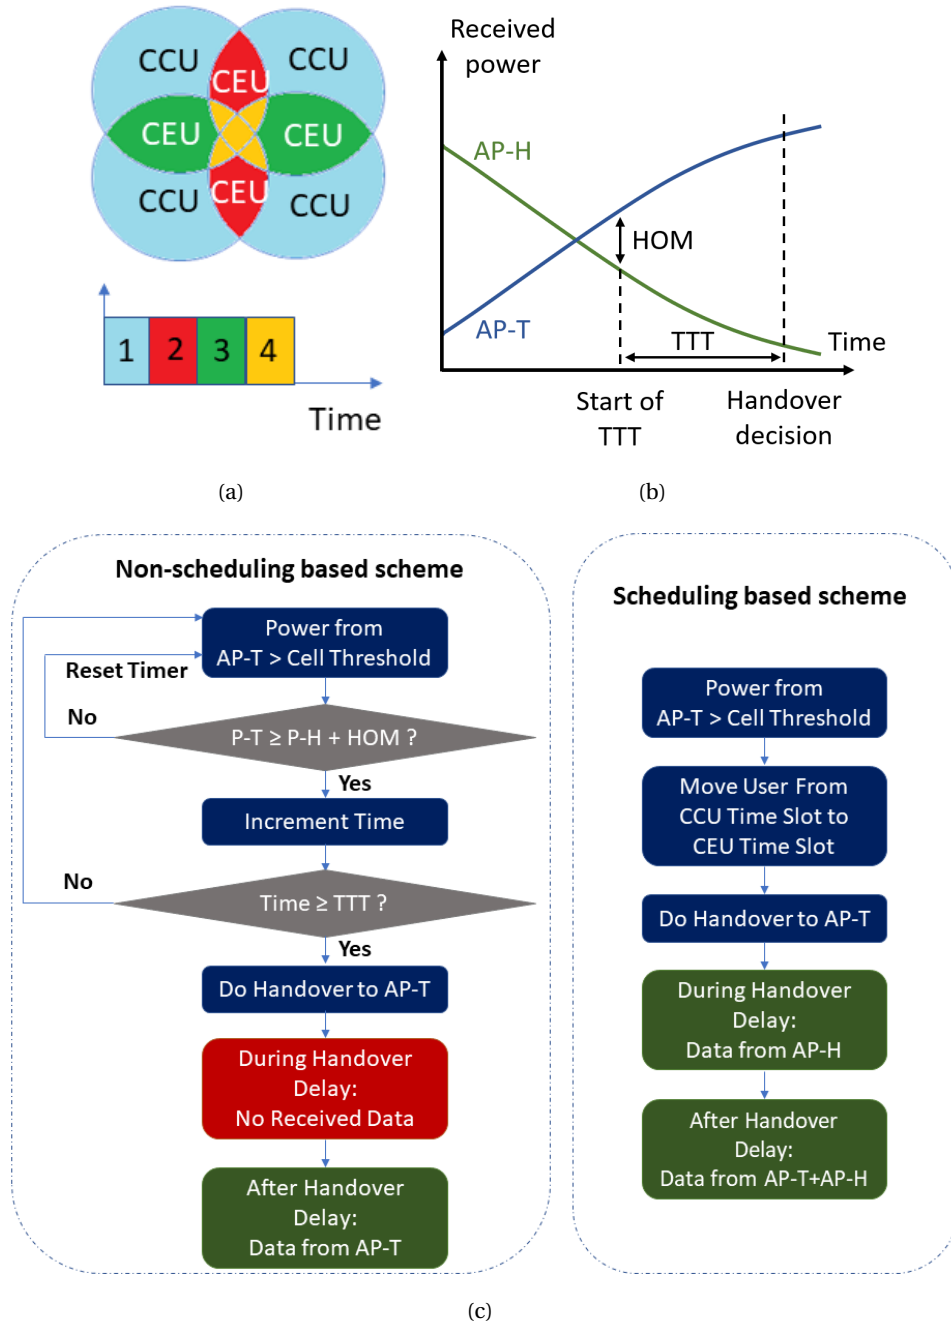 CCU
CCU
CEU
CEU
CEU
CEU
CCU
CCU
1
2
3
4
Time
(a)
Received
power
AP-H
HOM
AP-T
TTT
Time
Start of
TTT
Handover
decision
(b)
Non-scheduling based scheme
Power from
AP-T > Cell Threshold
Reset Timer
No
P-T ≥ P-H + HOM ?
Yes
Increment Time
No
Time ≥ TTT ?
Yes
Do Handover to AP-T
During Handover
Delay:
No Received Data
After Handover
Delay:
Data from AP-T
Scheduling based scheme
Power from
AP-T > Cell Threshold
Move User From
CCU Time Slot to
CEU Time Slot
Do Handover to AP-T
During Handover
Delay:
Data from AP-H
After Handover
Delay:
Data from AP-T+AP-H
(c)